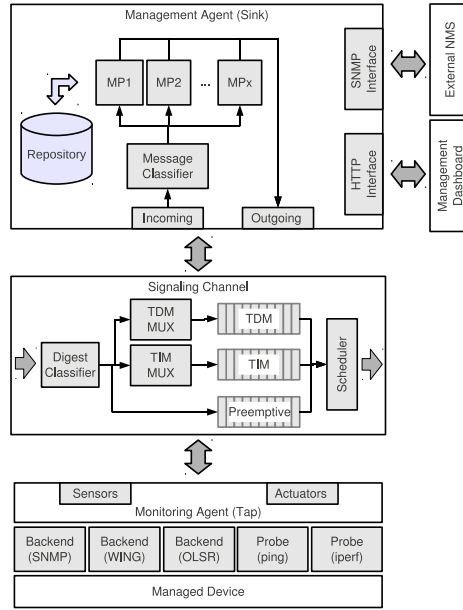 Management Agent (Sink)
MP1
MP2
...
MPx
Repository
Message
Classifier
Incoming
Outgoing
SNMP
Interface
HTTP
Interface
External NMS
Management
Dashboard
Signaling Channel
Digest
Classifier
TDM
MUX
TDM
TIM
MUX
TIM
Preemptive
Scheduler
Sensors
Actuators
Monitoring Agent (Tap)
Backend
(SNMP)
Backend
(WING)
Backend
(OLSR)
Probe
(ping)
Probe
(iperf)
Managed Device